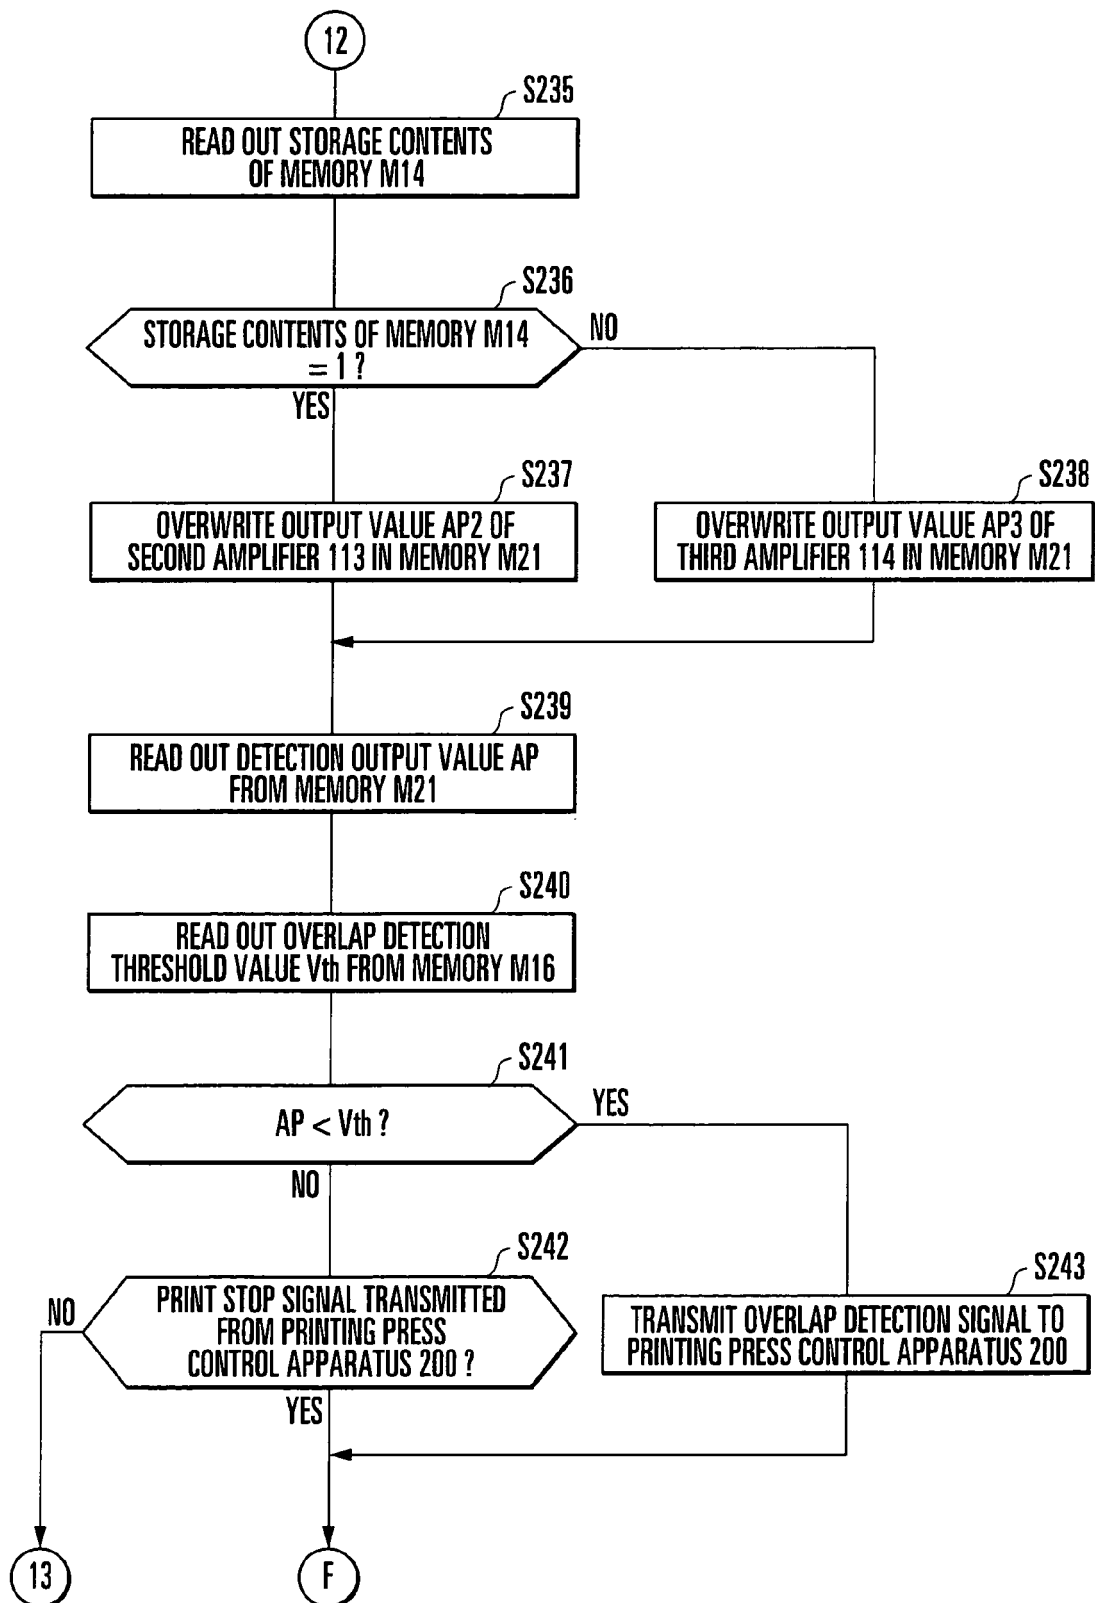 12
S235
READ OUT STORAGE CONTENTS
OF MEMORY M14
S236
STORAGE CONTENTS OF MEMORY M14
= 1 ?
NO
YES
S237
OVERWRITE OUTPUT VALUE AP2 OF
SECOND AMPLIFIER 113 IN MEMORY M21
S238
OVERWRITE OUTPUT VALUE AP3 OF
THIRD AMPLIFIER 114 IN MEMORY M21
S239
READ OUT DETECTION OUTPUT VALUE AP
FROM MEMORY M21
S240
READ OUT OVERLAP DETECTION
THRESHOLD VALUE Vth FROM MEMORY M16
S241
AP < Vth ?
YES
NO
S242
PRINT STOP SIGNAL TRANSMITTED
FROM PRINTING PRESS
CONTROL APPARATUS 200 ?
NO
YES
S243
TRANSMIT OVERLAP DETECTION SIGNAL TO
PRINTING PRESS CONTROL APPARATUS 200
13
F